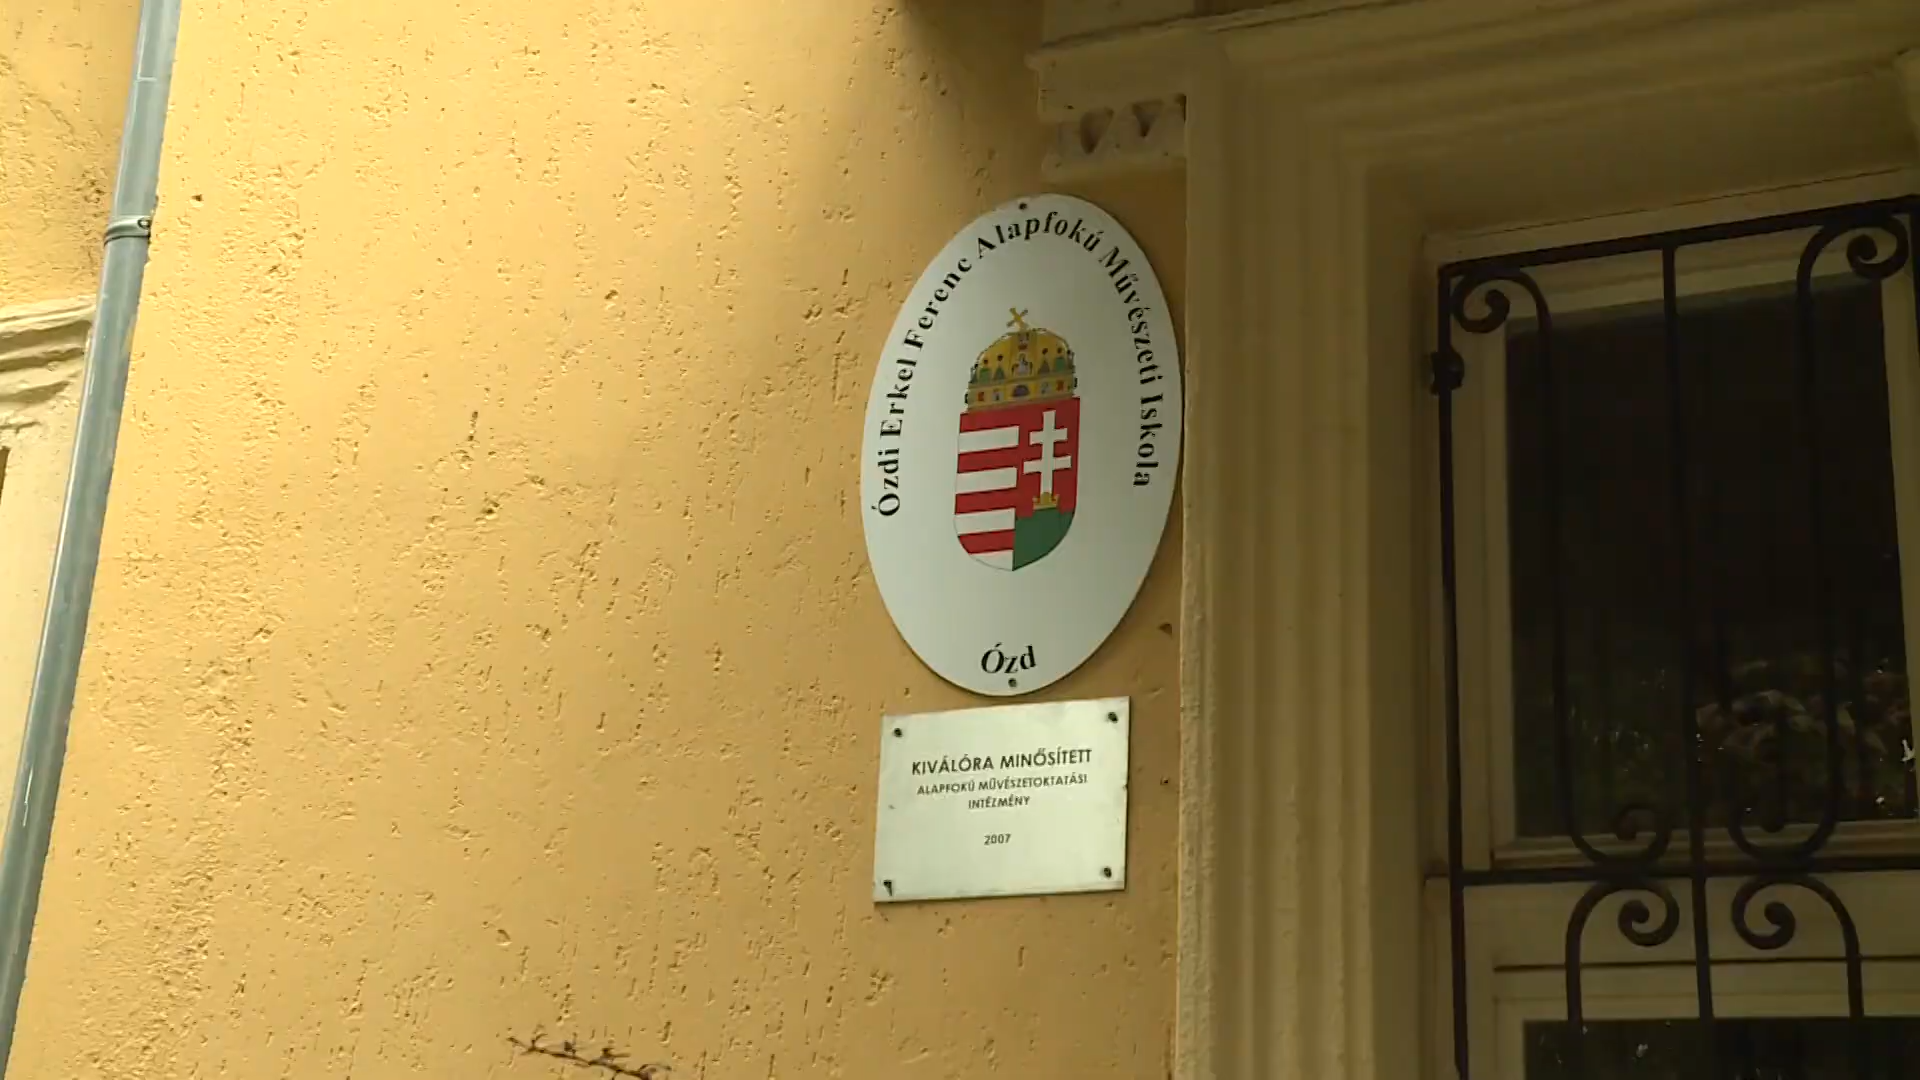 Ózdi Erkel Ferenc Alapfokú Művészeti Iskola
Ózd
KIVÁLÓRA MINŐSÍTETT
ALAPFOKÚ MŰVÉSZETOKTATÁSI
INTÉZMÉNY
2007